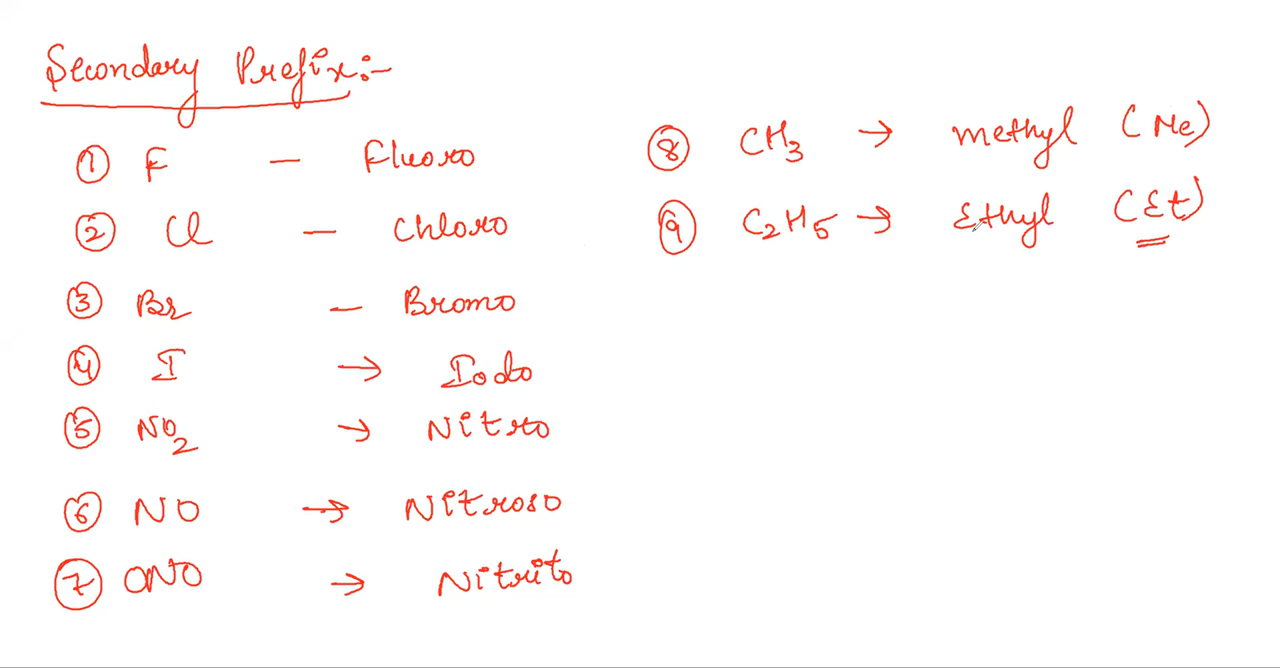 Secondary Prefix:-
① F — Fluoro
② Cl — Chloro
③ Br — Bromo
④ I → Iodo
⑤ NO₂ → Nitro
⑥ NO → Nitroso
⑦ ONO → Nitrito
⑧ CH₃ → methyl (Me)
⑨ C₂H₅ → Ethyl (Et)